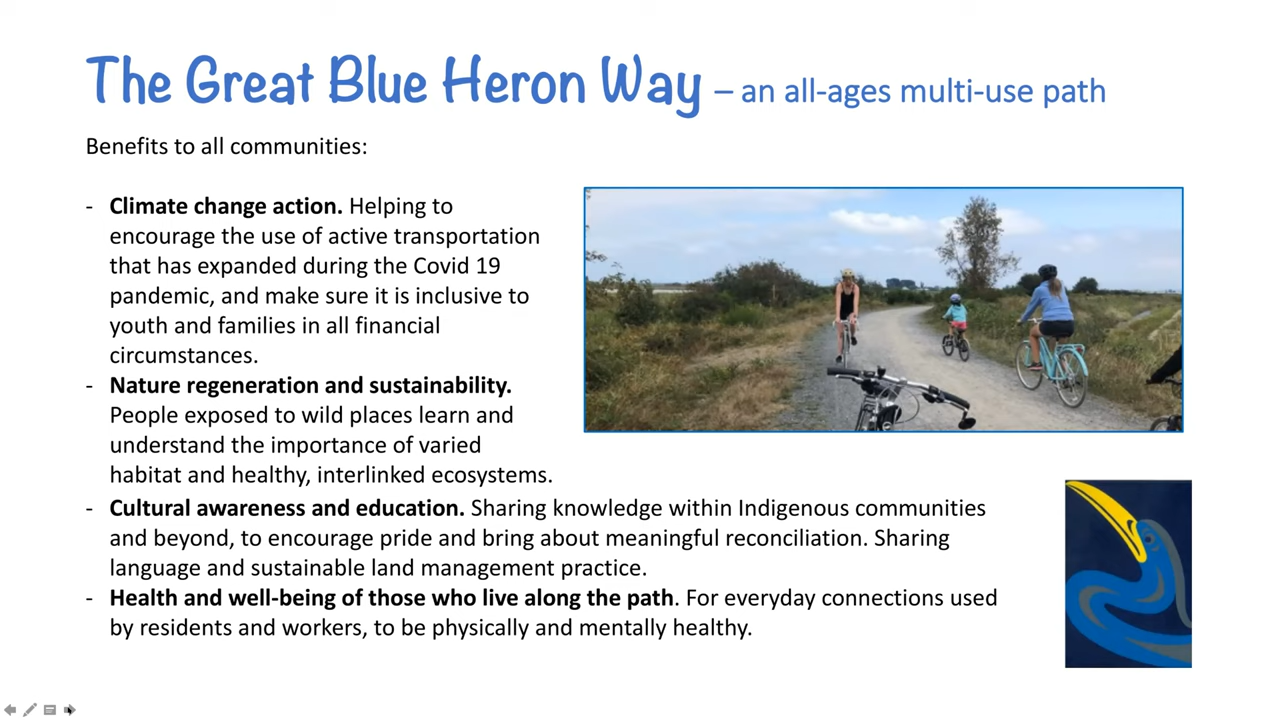 The Great Blue Heron Way – an all-ages multi-use path
Benefits to all communities:
- Climate change action. Helping to
encourage the use of active transportation
that has expanded during the Covid 19
pandemic, and make sure it is inclusive to
youth and families in all financial
circumstances.
- Nature regeneration and sustainability.
People exposed to wild places learn and
understand the importance of varied
habitat and healthy, interlinked ecosystems.
- Cultural awareness and education. Sharing knowledge within Indigenous communities
and beyond, to encourage pride and bring about meaningful reconciliation. Sharing
language and sustainable land management practice.
- Health and well-being of those who live along the path. For everyday connections used
by residents and workers, to be physically and mentally healthy.